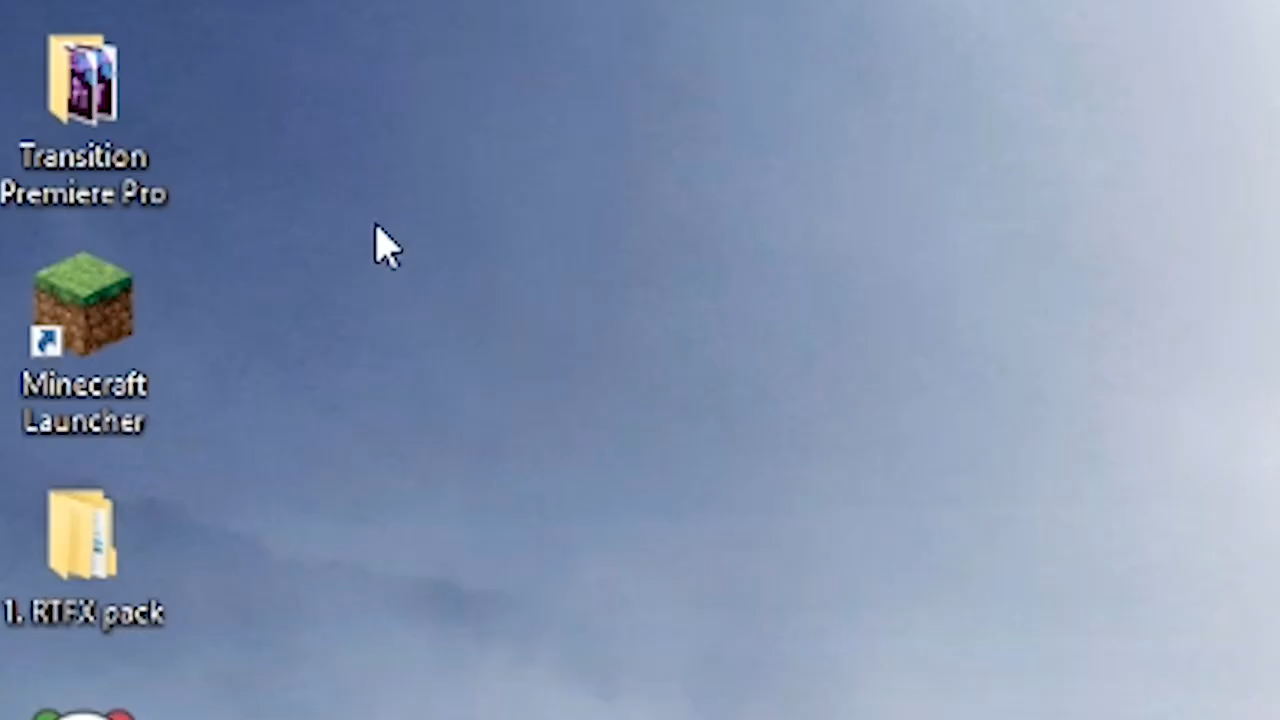 Transition
Premiere Pro
Minecraft
Launcher
1. RTFX pack